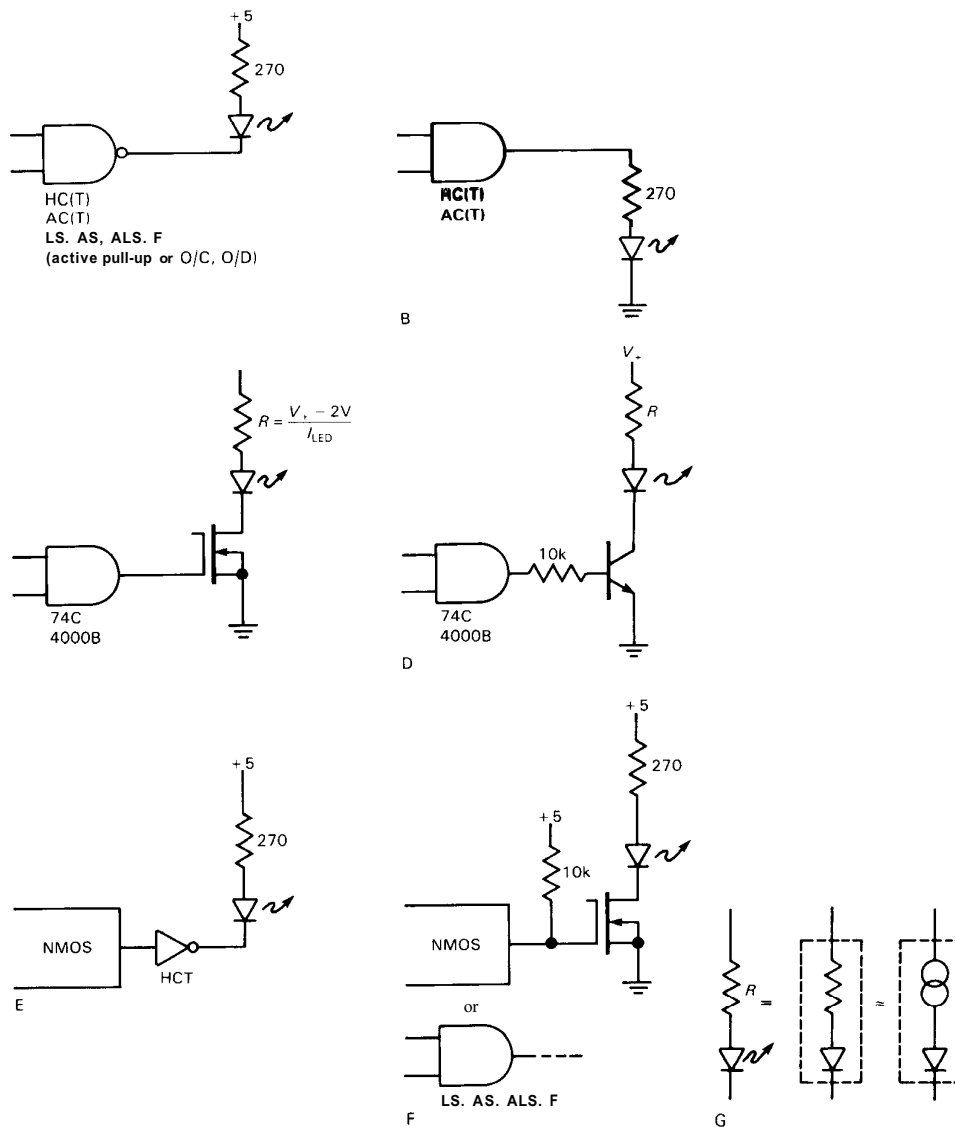 +5
270
HC(T)
AC(T)
LS. AS, ALS. F
(active pull-up or O/C, O/D)
HC(T)
AC(T)
270
B
R = V+ − 2V / I LED
74C
4000B
V+
R
10k
74C
4000B
D
+5
270
NMOS
HCT
E
+5
270
+5
10k
NMOS
or
LS. AS. ALS. F
F
R
=
≈
G